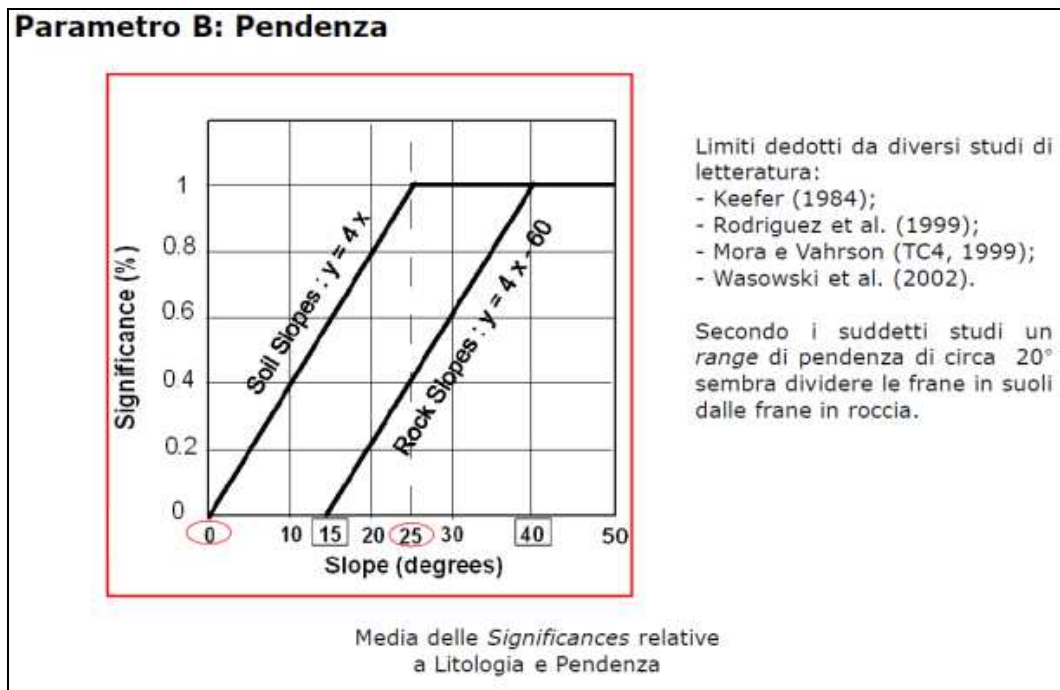 Parametro B: Pendenza
Significance (%)
1
0.8
0.6
0.4
0.2
0
Soil Slopes : y = 4 x
Rock Slopes : y = 4 x - 60
0 10 15 20 25 30 40 50
Slope (degrees)
Limiti dedotti da diversi studi di
letteratura:
- Keefer (1984);
- Rodriguez et al. (1999);
- Mora e Vahrson (TC4, 1999);
- Wasowski et al. (2002).
Secondo i suddetti studi un
range di pendenza di circa 20°
sembra dividere le frane in suoli
dalle frane in roccia.
Media delle Significances relative
a Litologia e Pendenza